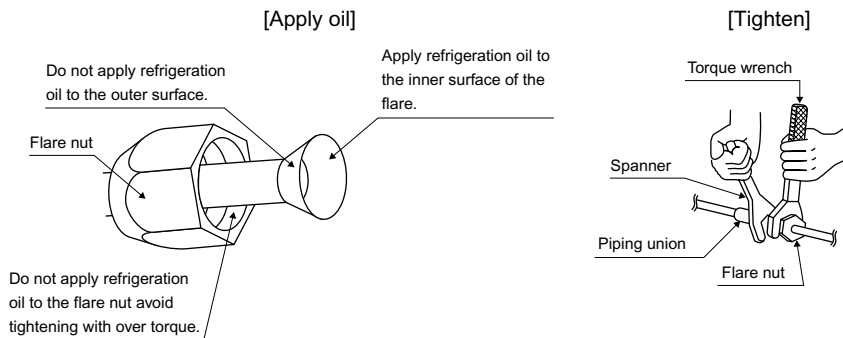 [Apply oil]
Do not apply refrigeration
oil to the outer surface.
Apply refrigeration oil to
the inner surface of the
flare.
Flare nut
Do not apply refrigeration
oil to the flare nut avoid
tightening with over torque.
[Tighten]
Torque wrench
Spanner
Piping union
Flare nut